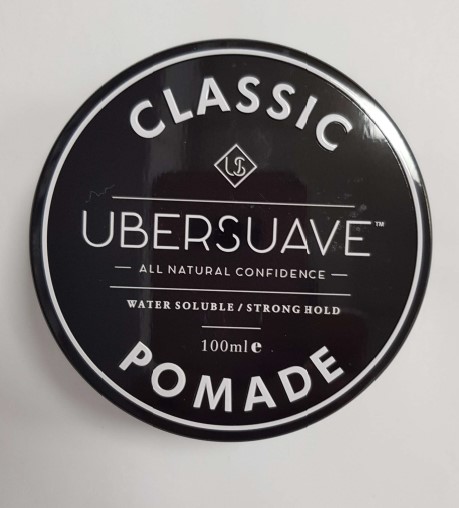 CLASSIC
US
UBERSUAVE™
— ALL NATURAL CONFIDENCE —
WATER SOLUBLE / STRONG HOLD
100ml e
POMADE